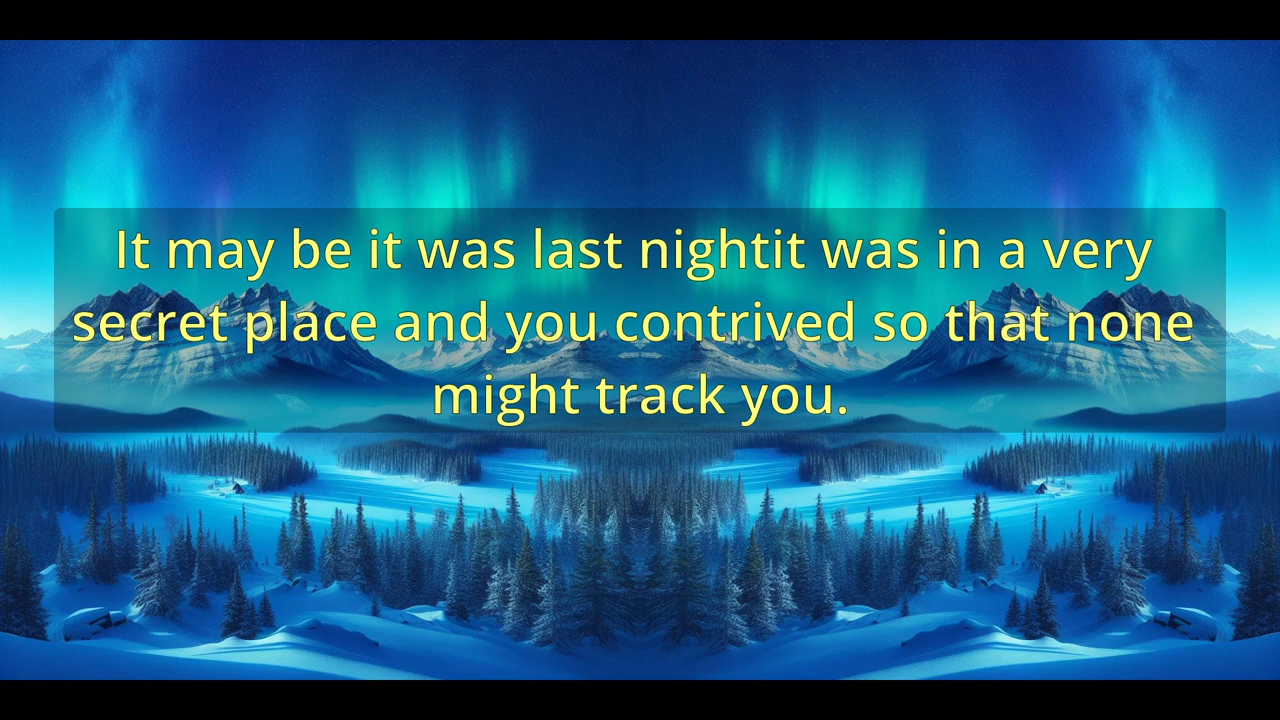 It may be it was last nightit was in a very
secret place and you contrived so that none
might track you.